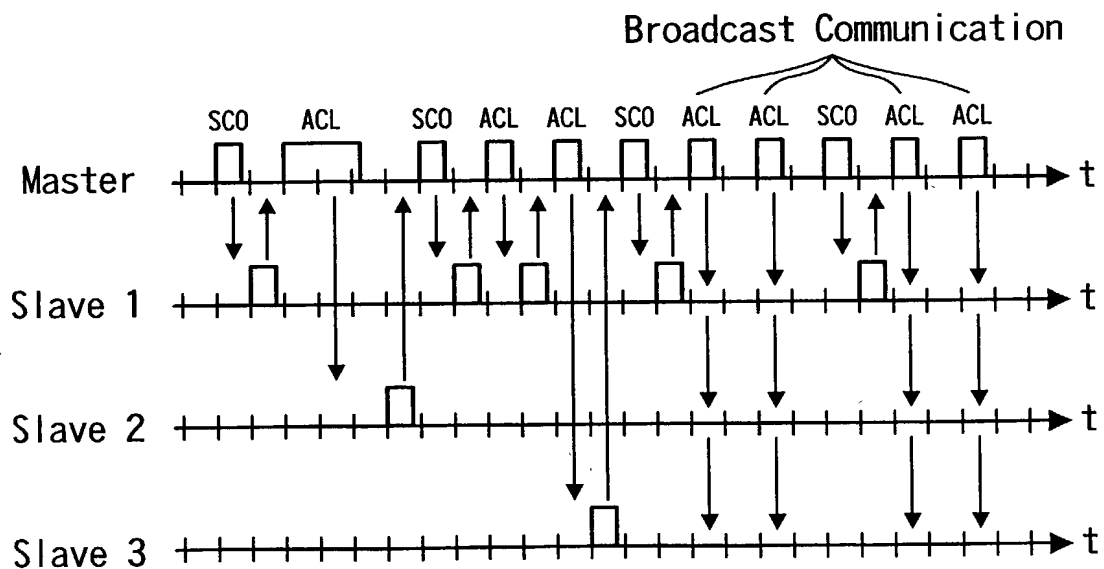 Broadcast Communication
SCO ACL SCO ACL ACL SCO ACL ACL SCO ACL ACL
Master t
Slave 1 t
Slave 2 t
Slave 3 t